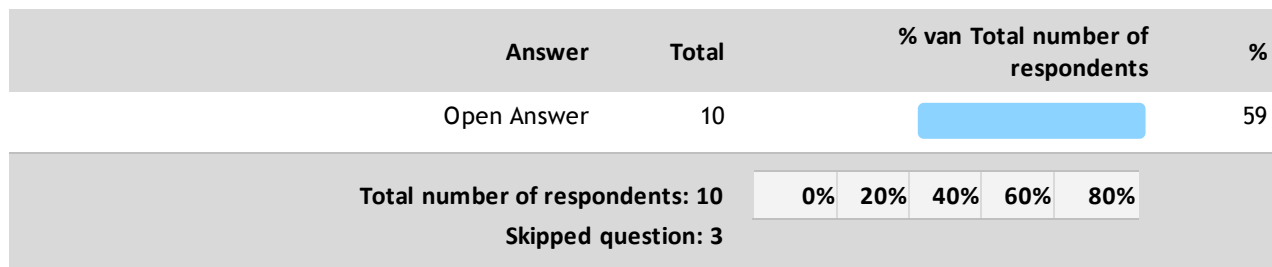 Answer Total % van Total number of respondents %
Open Answer 10 59
Total number of respondents: 10 0% 20% 40% 60% 80%
Skipped question: 3